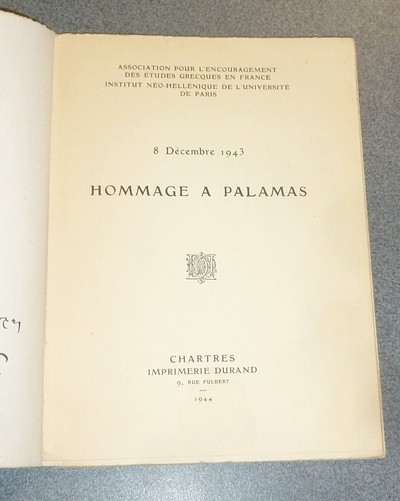 ASSOCIATION POUR L'ENCOURAGEMENT
DES ÉTUDES GRECQUES EN FRANCE
INSTITUT NÉO-HELLÉNIQUE DE L'UNIVERSITÉ
DE PARIS
8 Décembre 1943
HOMMAGE A PALAMAS
CHARTRES
IMPRIMERIE DURAND
9, RUE FULBERT
1944